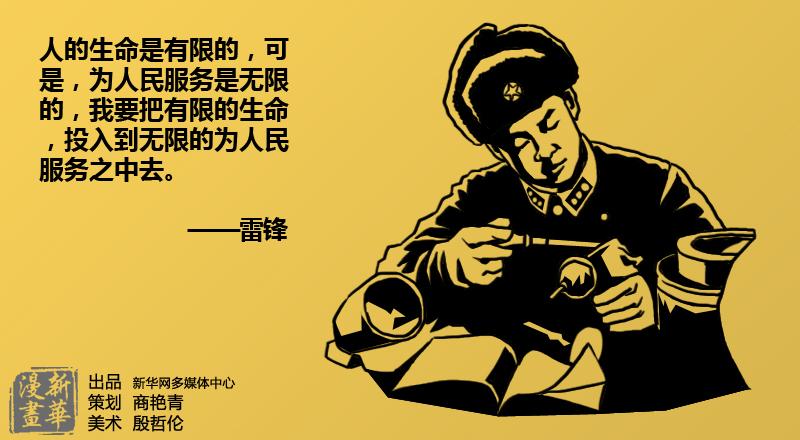 人的生命是有限的，可
是，为人民服务是无限
的，我要把有限的生命
，投入到无限的为人民
服务之中去。
——雷锋
新華
漫畫
出品 新华网多媒体中心
策划 商艳青
美术 殷哲伦